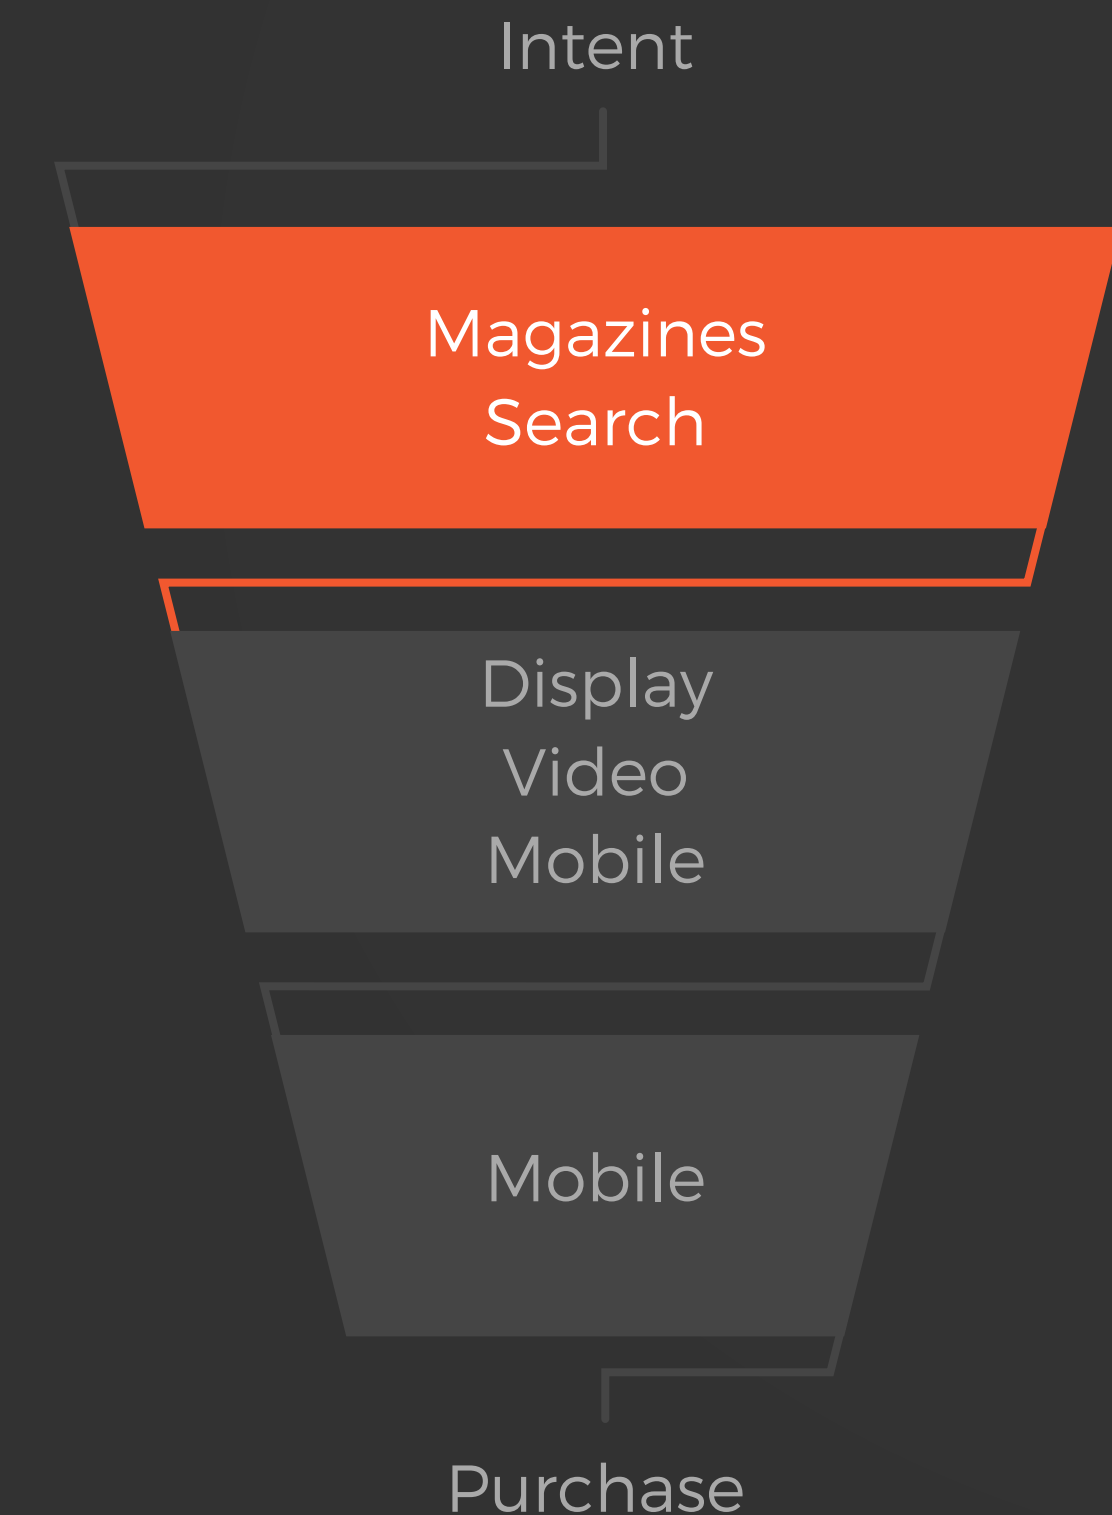 Intent
Magazines
Search
Display
Video
Mobile
Mobile
Purchase